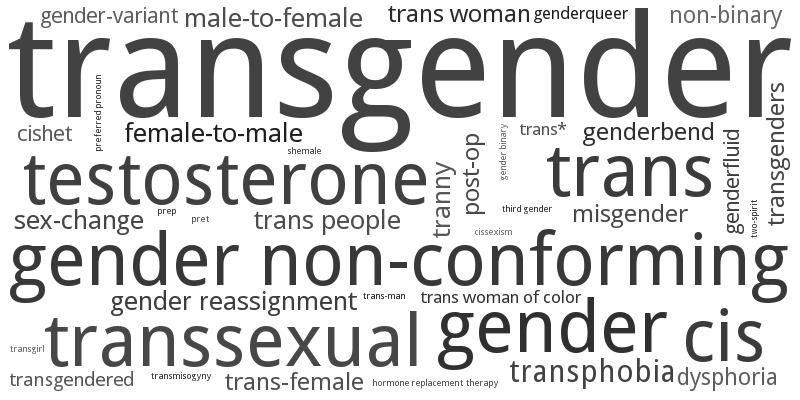 gender-variant
male-to-female
trans woman
genderqueer
non-binary
transgender
preferred pronoun
cishet
female-to-male
shemale
gender binary
trans*
genderbend
transgenders
testosterone
tranny
post-op
trans
genderfluid
two-spirit
sex-change
prep
pret
trans people
third gender
misgender
cissexism
gender non-conforming
gender reassignment
trans-man
trans woman of color
transsexual
gender
cis
transgirl
transgendered
transmisogyny
trans-female
hormone replacement therapy
transphobia
dysphoria